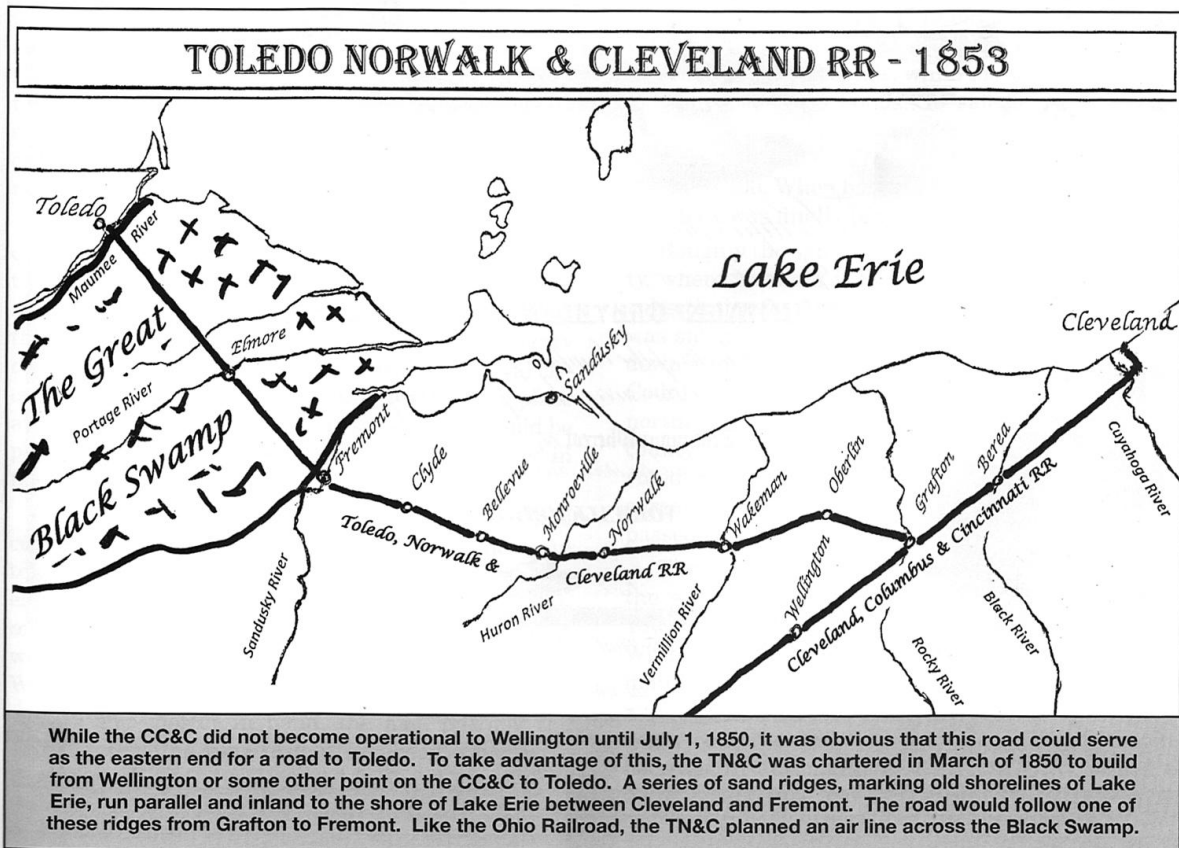 TOLEDO NORWALK & CLEVELAND RR - 1853
Toledo
Maumee River
The Great
Black Swamp
Portage River
Elmore
Fremont
Sandusky River
Clyde
Bellevue
Monroeville
Norwalk
Sandusky
Lake Erie
Toledo, Norwalk &
Cleveland RR
Huron River
Wakeman
Vermillion River
Oberlin
Wellington
Grafton
Berea
Cleveland
Cleveland, Columbus & Cincinnati RR
Cuyahoga River
Black River
Rocky River
While the CC&C did not become operational to Wellington until July 1, 1850, it was obvious that this road could serve
as the eastern end for a road to Toledo. To take advantage of this, the TN&C was chartered in March of 1850 to build
from Wellington or some other point on the CC&C to Toledo. A series of sand ridges, marking old shorelines of Lake
Erie, run parallel and inland to the shore of Lake Erie between Cleveland and Fremont. The road would follow one of
these ridges from Grafton to Fremont. Like the Ohio Railroad, the TN&C planned an air line across the Black Swamp.